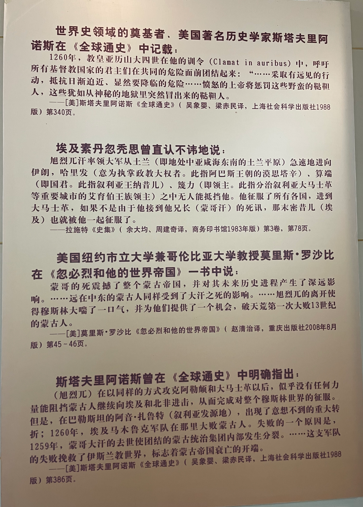 世界史领域的奠基者、美国著名历史学家斯塔夫里阿
诺斯在《全球通史》中记载：
1260年，教皇亚历山大四世在他的训令（Clamat in auribus）中，呼吁
所有基督教国家的君主们在共同的危险面前团结起来：“……采取有远见的行
动，抵抗日渐迫近、显然要降临的危险……愤怒的上帝将惩罚这些野蛮的鞑靼
人，这些犹如从神秘的地狱里突然冒出来的鞑靼人。
——[美]斯塔夫里阿诺斯《全球通史》（吴象婴、梁赤民译，上海社会科学出版社1988
版）第340页。
埃及素丹忽秃思曾直认不讳地说：
旭烈兀汗率领大军从土兰（即地处中亚咸海东南的土兰平原）急速地进向
伊朗，哈里发（意为执掌政教大权者。此指阿巴斯王朝的谟思塔辛）、算端
（即国君。此指叙利亚王纳昔儿）、篾力（即领主。此指分治叙利亚大马士革
等重要城市的艾育伯王族领主）之中无人能抵挡他。他征服了所有各国，进到
大马士革，如果不是由于他接到他兄长（蒙哥汗）的死讯，那末密昔儿（埃
及）也就被他一起征服了。
——拉施特《史集》（余大均、周建奇译，商务印书馆1983年版）第3卷，第78页。
美国纽约市立大学兼哥伦比亚大学教授莫里斯·罗沙比
在《忽必烈和他的世界帝国》一书中说：
蒙哥的死震撼了整个蒙古帝国，并对其未来历史进程产生了深远影
响。……远在中东的蒙古人同样受到了大汗之死的影响。……旭烈兀的离开使
得穆斯林大喘了一口气，并为他们提供了一个机会，破天荒第一次大败13世纪
的蒙古人。
——[美]莫里斯·罗沙比《忽必烈和他的世界帝国》（赵清治译，重庆出版社2008年8月
版）第45-46页。
斯塔夫里阿诺斯曾在《全球通史》中明确指出：
（旭烈兀）在以同样的方式攻阿勒颇和大马士革以后，似乎没有任何力
量能阻挡蒙古人继续向埃及和北非进击，从而完成对整个穆斯林世界的征服。
但是，在巴勒斯坦的阿音·札鲁特（叙利亚发源地），出现了意想不到的重大转
折；1260年，埃及马木鲁克军队在那里大败蒙古人。失败的一个原因是，
1259年，蒙哥大汗的去世使团结的蒙古统治集团内部发生分裂。……这支军队
的失败挽救了伊斯兰教世界，标志着蒙古帝国衰亡的开端。
——[美]斯塔夫里阿诺斯《全球通史》（吴象婴、梁赤民译，上海社会科学出版社1988
版）第386页。